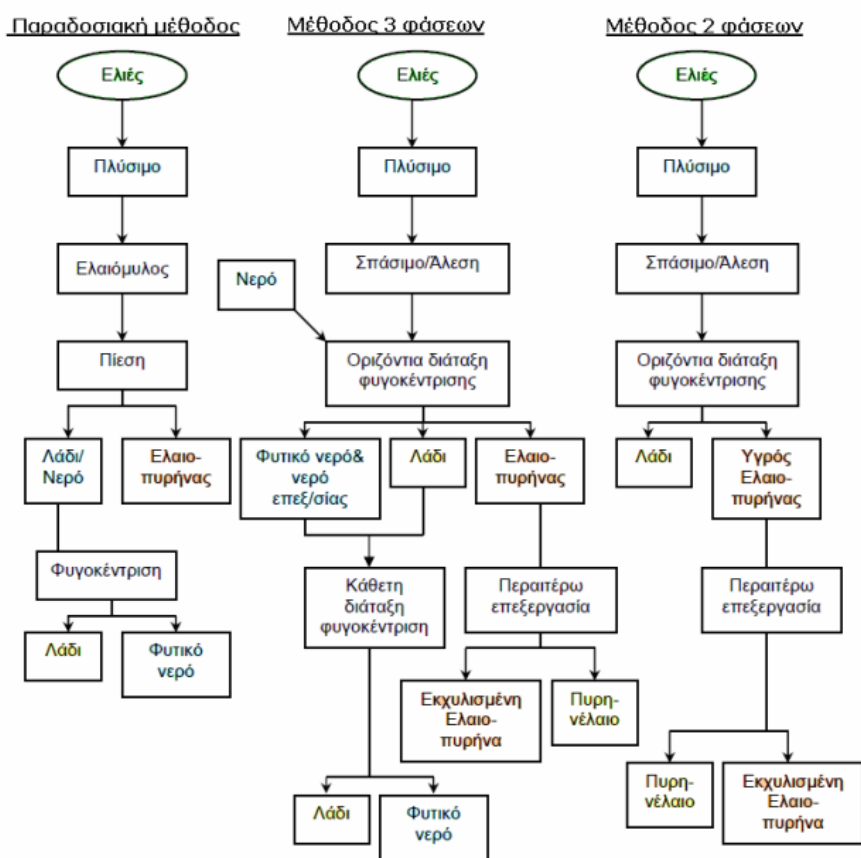 Παραδοσιακή μέθοδος
Ελιές
Πλύσιμο
Ελαιόμυλος
Πίεση
Λάδι/
Νερό
Ελαιο-
πυρήνας
Φυγοκέντριση
Λάδι
Φυτικό
νερό
Μέθοδος 3 φάσεων
Ελιές
Πλύσιμο
Σπάσιμο/Άλεση
Νερό
Οριζόντια διάταξη
φυγοκέντρισης
Φυτικό νερό&
νερό
επεξ/σίας
Λάδι
Ελαιο-
πυρήνας
Κάθετη
διάταξη
φυγοκέντριση
Περαιτέρω
επεξεργασία
Εκχυλισμένη
Ελαιο-
πυρήνα
Πυρη-
νέλαιο
Λάδι
Φυτικό
νερό
Μέθοδος 2 φάσεων
Ελιές
Πλύσιμο
Σπάσιμο/Άλεση
Οριζόντια διάταξη
φυγοκέντρισης
Λάδι
Υγρός
Ελαιο-
πυρήνας
Περαιτέρω
επεξεργασία
Πυρη-
νέλαιο
Εκχυλισμένη
Ελαιο-
πυρήνα